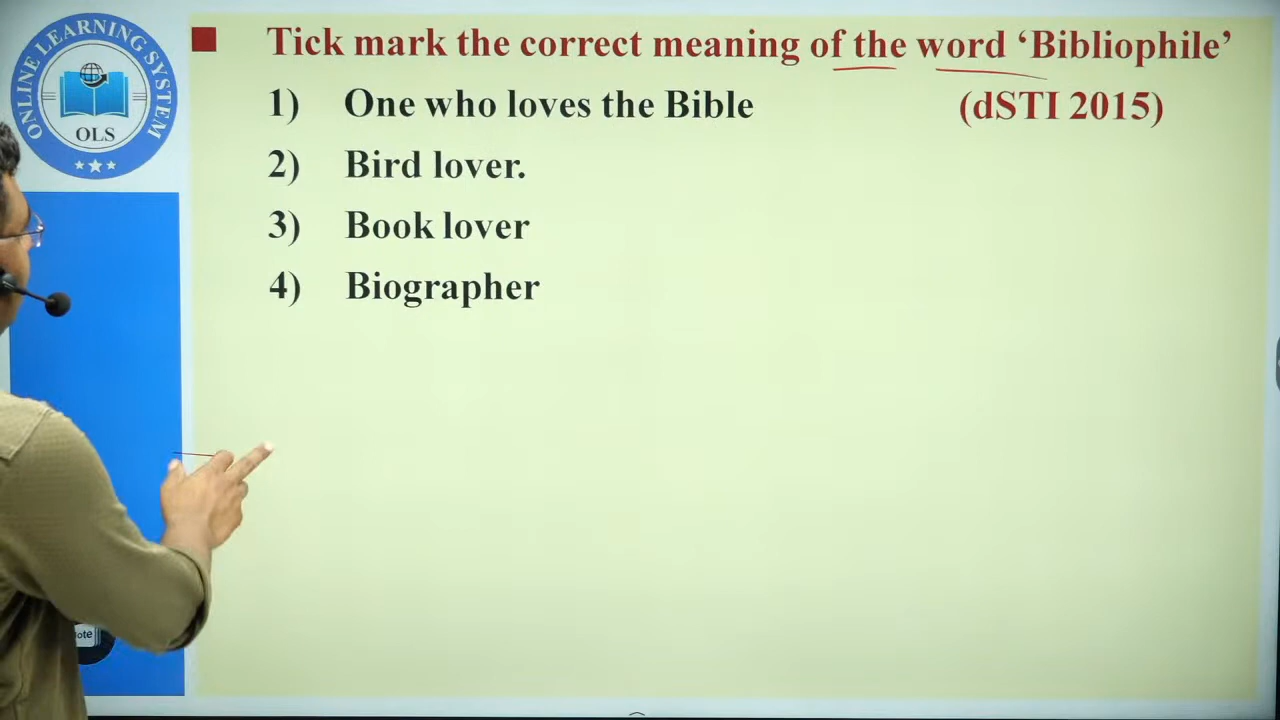 ONLINE LEARNING SYSTEM
OLS
Tick mark the correct meaning of the word ‘Bibliophile’
1) One who loves the Bible (dSTI 2015)
2) Bird lover.
3) Book lover
4) Biographer